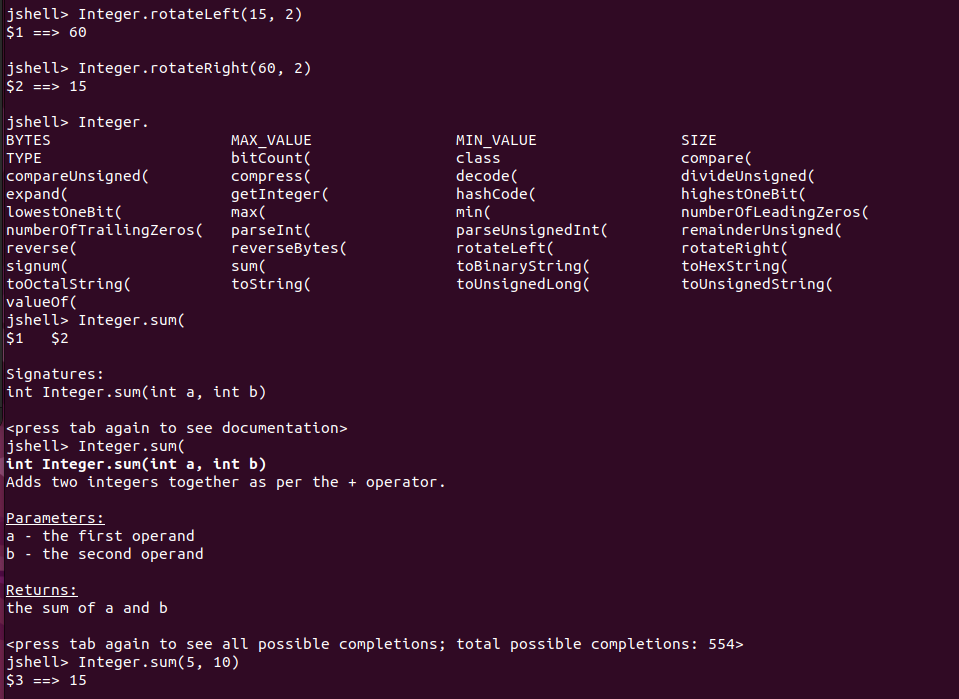 jshell> Integer.rotateLeft(15, 2)
$1 ==> 60
jshell> Integer.rotateRight(60, 2)
$2 ==> 15
jshell> Integer.
BYTES MAX_VALUE MIN_VALUE SIZE
TYPE bitCount( class compare(
compareUnsigned( compress( decode( divideUnsigned(
expand( getInteger( hashCode( highestOneBit(
lowestOneBit( max( min( numberOfLeadingZeros(
numberOfTrailingZeros( parseInt( parseUnsignedInt( remainderUnsigned(
reverse( reverseBytes( rotateLeft( rotateRight(
signum( sum( toBinaryString( toHexString(
toOctalString( toString( toUnsignedLong( toUnsignedString(
valueOf(
jshell> Integer.sum(
$1 $2
Signatures:
int Integer.sum(int a, int b)
<press tab again to see documentation>
jshell> Integer.sum(
int Integer.sum(int a, int b)
Adds two integers together as per the + operator.
Parameters:
a - the first operand
b - the second operand
Returns:
the sum of a and b
<press tab again to see all possible completions; total possible completions: 554>
jshell> Integer.sum(5, 10)
$3 ==> 15